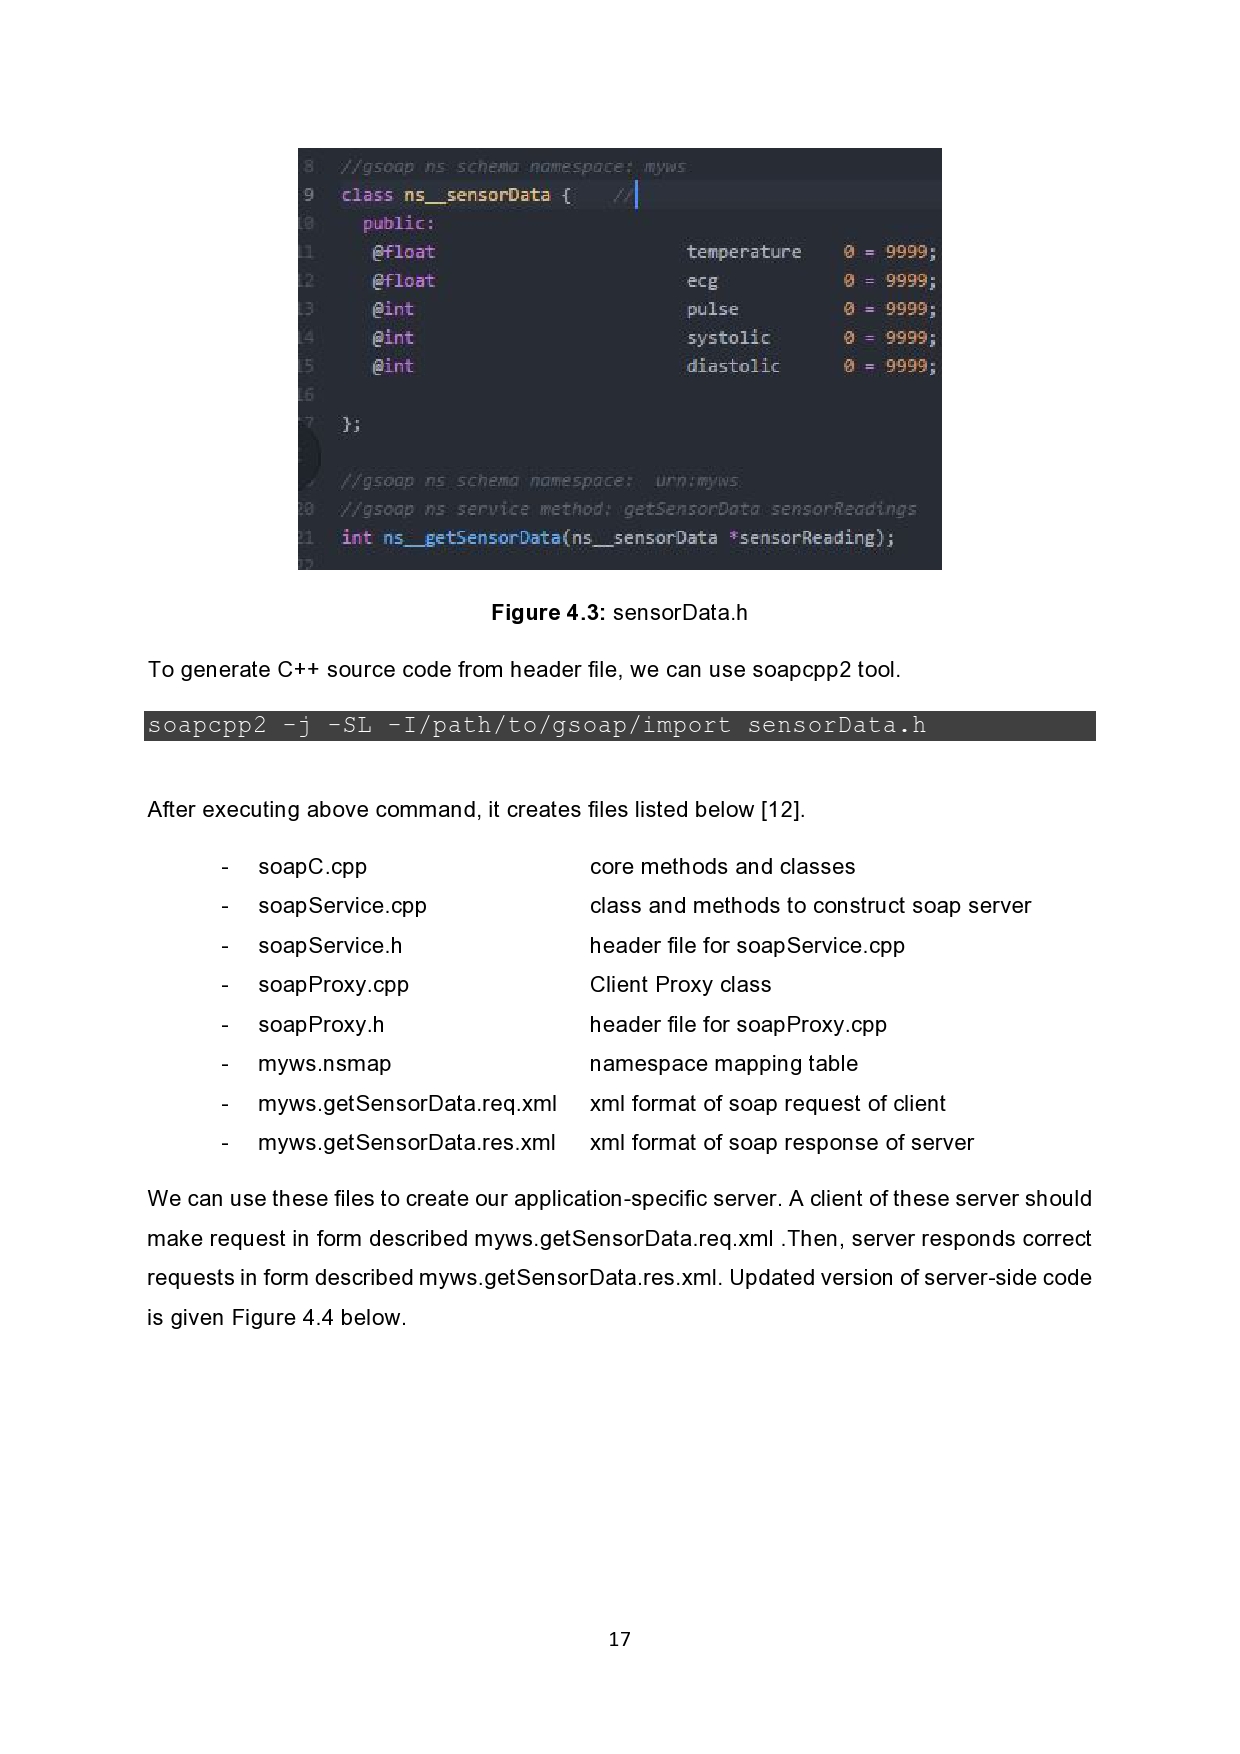 8 //gsoap ns schema namespace: myws
9 class ns__sensorData { //
10 public:
11 @float temperature 0 = 9999;
12 @float ecg 0 = 9999;
13 @int pulse 0 = 9999;
14 @int systolic 0 = 9999;
15 @int diastolic 0 = 9999;
16
};
//gsoap ns schema namespace: urn:myws
20 //gsoap ns service method: getSensorData sensorReadings
21 int ns__getSensorData(ns__sensorData *sensorReading);
Figure 4.3: sensorData.h
To generate C++ source code from header file, we can use soapcpp2 tool.
soapcpp2 -j -SL -I/path/to/gsoap/import sensorData.h
After executing above command, it creates files listed below [12].
- soapC.cpp core methods and classes
- soapService.cpp class and methods to construct soap server
- soapService.h header file for soapService.cpp
- soapProxy.cpp Client Proxy class
- soapProxy.h header file for soapProxy.cpp
- myws.nsmap namespace mapping table
- myws.getSensorData.req.xml xml format of soap request of client
- myws.getSensorData.res.xml xml format of soap response of server
We can use these files to create our application-specific server. A client of these server should
make request in form described myws.getSensorData.req.xml .Then, server responds correct
requests in form described myws.getSensorData.res.xml. Updated version of server-side code
is given Figure 4.4 below.
17